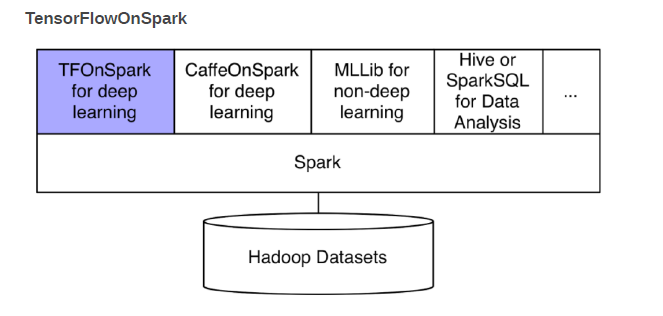 TensorFlowOnSpark
TFOnSpark
for deep
learning
CaffeOnSpark
for deep
learning
MLLib for
non-deep
learning
Hive or
SparkSQL
for Data
Analysis
...
Spark
Hadoop Datasets